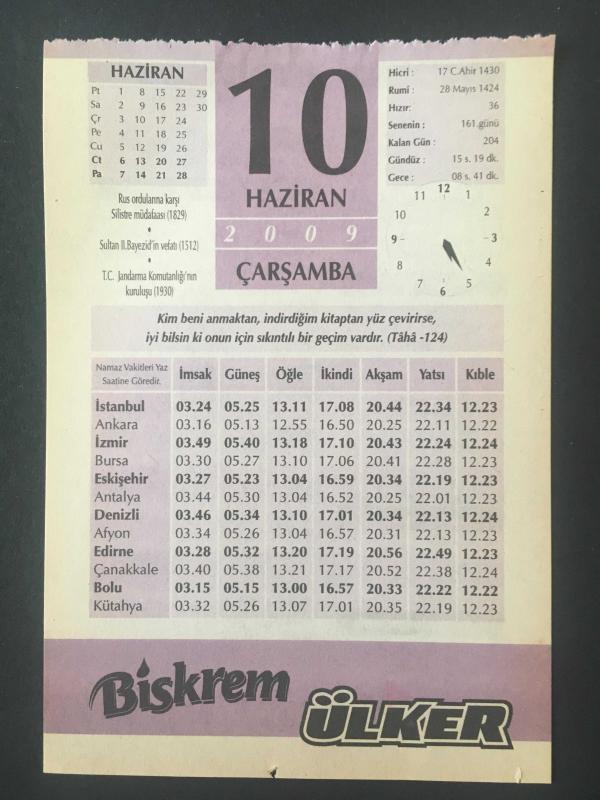 HAZİRAN
Pt 1 8 15 22 29
Sa 2 9 16 23 30
Çr 3 10 17 24
Pe 4 11 18 25
Cu 5 12 19 26
Ct 6 13 20 27
Pa 7 14 21 28
Rus ordularına karşı
Silistre müdafaası (1829)
Sultan II.Bayezid'in vefatı (1512)
T.C. Jandarma Komutanlığı'nın
kuruluşu (1930)
10
HAZİRAN
2009
ÇARŞAMBA
Hicri : 17 C.Ahir 1430
Rumî : 28 Mayıs 1424
Hızır: 36
Senenin : 161.günü
Kalan Gün : 204
Gündüz : 15 s. 19 dk.
Gece : 08 s. 41 dk.
11 12 1
10 2
9 3
8 4
7 6 5
Kim beni anmaktan, indirdiğim kitaptan yüz çevirirse,
iyi bilsin ki onun için sıkıntılı bir geçim vardır. (Tâhâ -124)
Namaz Vakitleri Yaz
Saatine Göredir.
İmsak Güneş Öğle İkindi Akşam Yatsı Kıble
İstanbul 03.24 05.25 13.11 17.08 20.44 22.34 12.23
Ankara 03.16 05.13 12.55 16.50 20.25 22.11 12.22
İzmir 03.49 05.40 13.18 17.10 20.43 22.24 12.24
Bursa 03.30 05.27 13.10 17.06 20.41 22.28 12.23
Eskişehir 03.27 05.23 13.04 16.59 20.34 22.19 12.23
Antalya 03.44 05.30 13.04 16.52 20.25 22.01 12.23
Denizli 03.46 05.34 13.10 17.01 20.34 22.13 12.24
Afyon 03.34 05.26 13.04 16.57 20.31 22.13 12.23
Edirne 03.28 05.32 13.20 17.19 20.56 22.49 12.23
Çanakkale 03.40 05.38 13.21 17.17 20.52 22.38 12.24
Bolu 03.15 05.15 13.00 16.57 20.33 22.22 12.22
Kütahya 03.32 05.26 13.07 17.01 20.35 22.19 12.23
Biskrem
ÜLKER